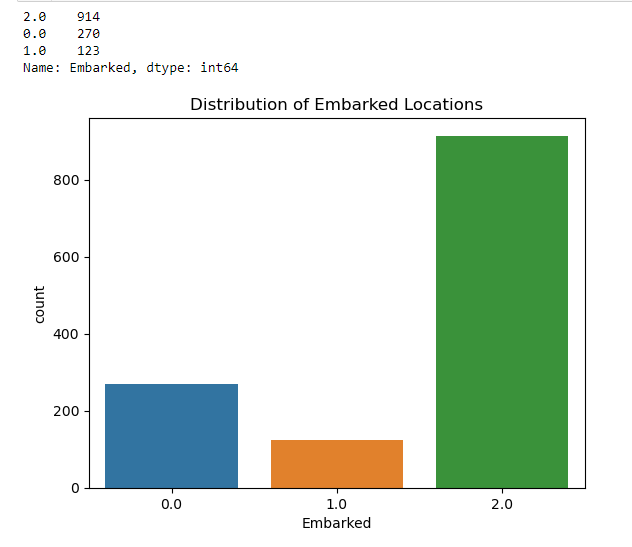 2.0    914
0.0    270
1.0    123
Name: Embarked, dtype: int64
Distribution of Embarked Locations
800
600
400
200
0
count
0.0 1.0 2.0
Embarked